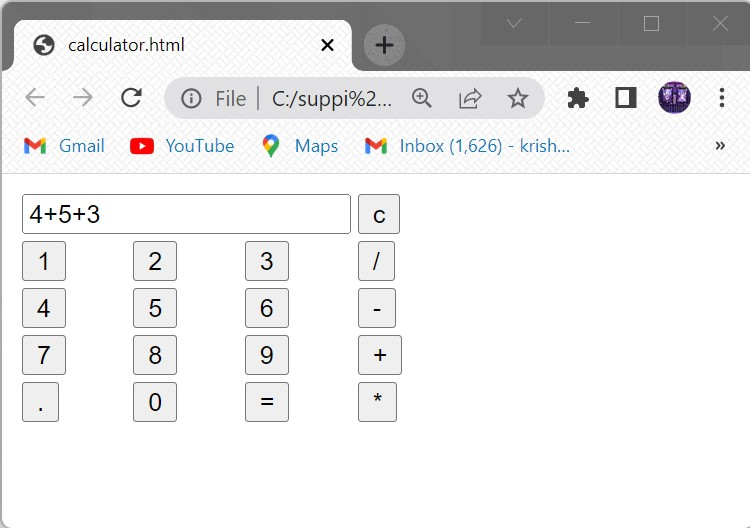 calculator.html
File | C:/suppi%2...
Gmail YouTube Maps Inbox (1,626) - krish... »
4+5+3 c
1 2 3 /
4 5 6 -
7 8 9 +
. 0 = *